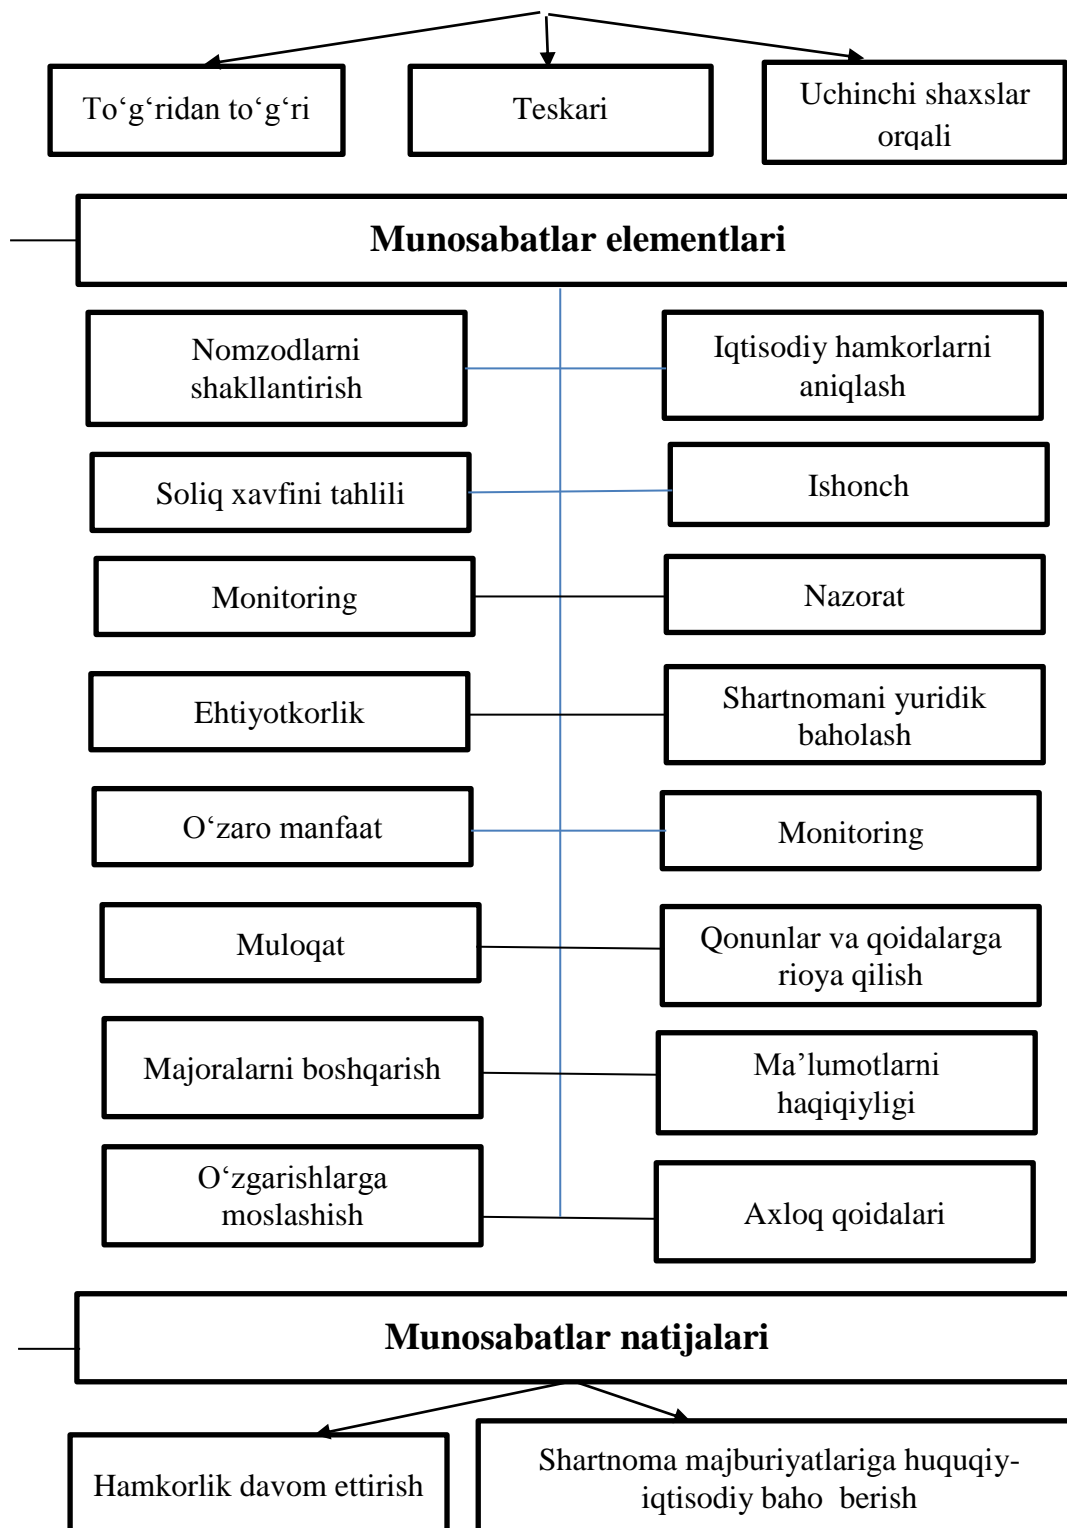 To‘g‘ridan to‘g‘ri
Teskari
Uchinchi shaxslar
orqali
Munosabatlar elementlari
Nomzodlarni
shakllantirish
Iqtisodiy hamkorlarni
aniqlash
Soliq xavfini tahlili
Ishonch
Monitoring
Nazorat
Ehtiyotkorlik
Shartnomani yuridik
baholash
O‘zaro manfaat
Monitoring
Muloqat
Qonunlar va qoidalarga
rioya qilish
Majoralarni boshqarish
Ma’lumotlarni
haqiqiyligi
O‘zgarishlarga
moslashish
Axloq qoidalari
Munosabatlar natijalari
Hamkorlik davom ettirish
Shartnoma majburiyatlariga huquqiy-
iqtisodiy baho berish